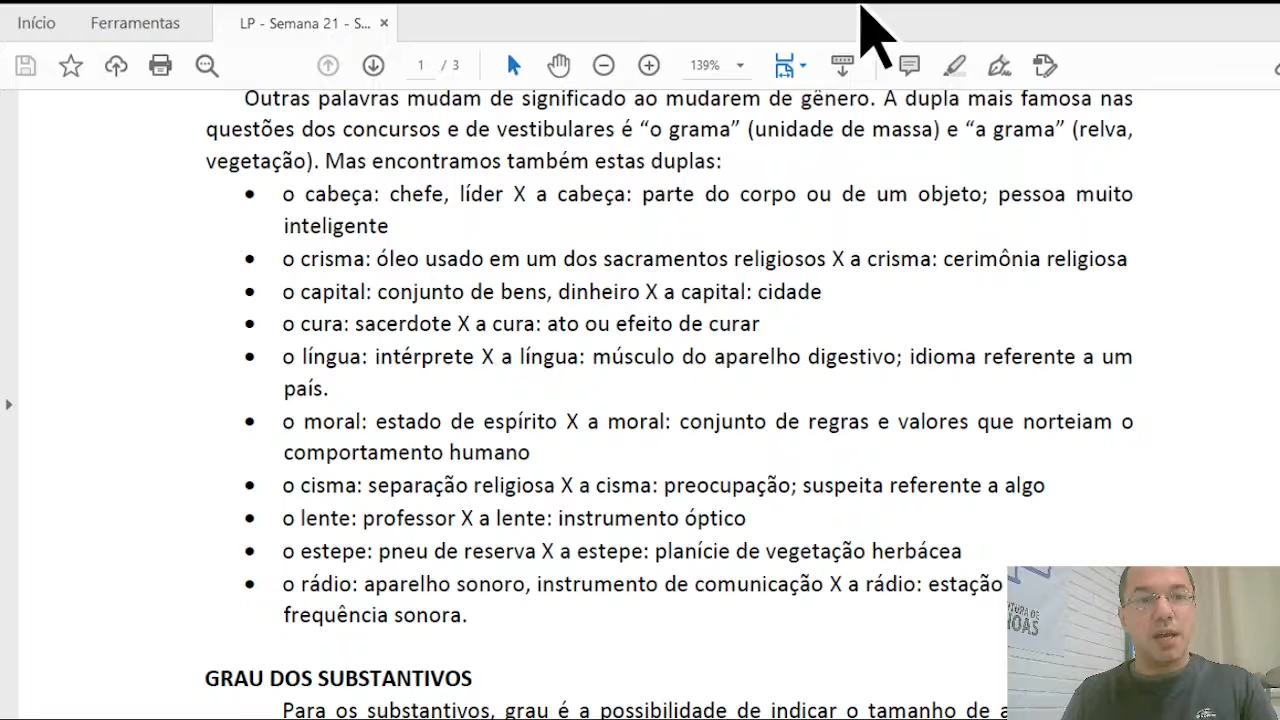 Início Ferramentas LP - Semana 21 - S... ×
1 / 3 139%
Outras palavras mudam de significado ao mudarem de gênero. A dupla mais famosa nas
questões dos concursos e de vestibulares é “o grama” (unidade de massa) e “a grama” (relva,
vegetação). Mas encontramos também estas duplas:
• o cabeça: chefe, líder X a cabeça: parte do corpo ou de um objeto; pessoa muito
inteligente
• o crisma: óleo usado em um dos sacramentos religiosos X a crisma: cerimônia religiosa
• o capital: conjunto de bens, dinheiro X a capital: cidade
• o cura: sacerdote X a cura: ato ou efeito de curar
• o língua: intérprete X a língua: músculo do aparelho digestivo; idioma referente a um
país.
• o moral: estado de espírito X a moral: conjunto de regras e valores que norteiam o
comportamento humano
• o cisma: separação religiosa X a cisma: preocupação; suspeita referente a algo
• o lente: professor X a lente: instrumento óptico
• o estepe: pneu de reserva X a estepe: planície de vegetação herbácea
• o rádio: aparelho sonoro, instrumento de comunicação X a rádio: estação
frequência sonora.
GRAU DOS SUBSTANTIVOS
Para os substantivos, grau é a possibilidade de indicar o tamanho de